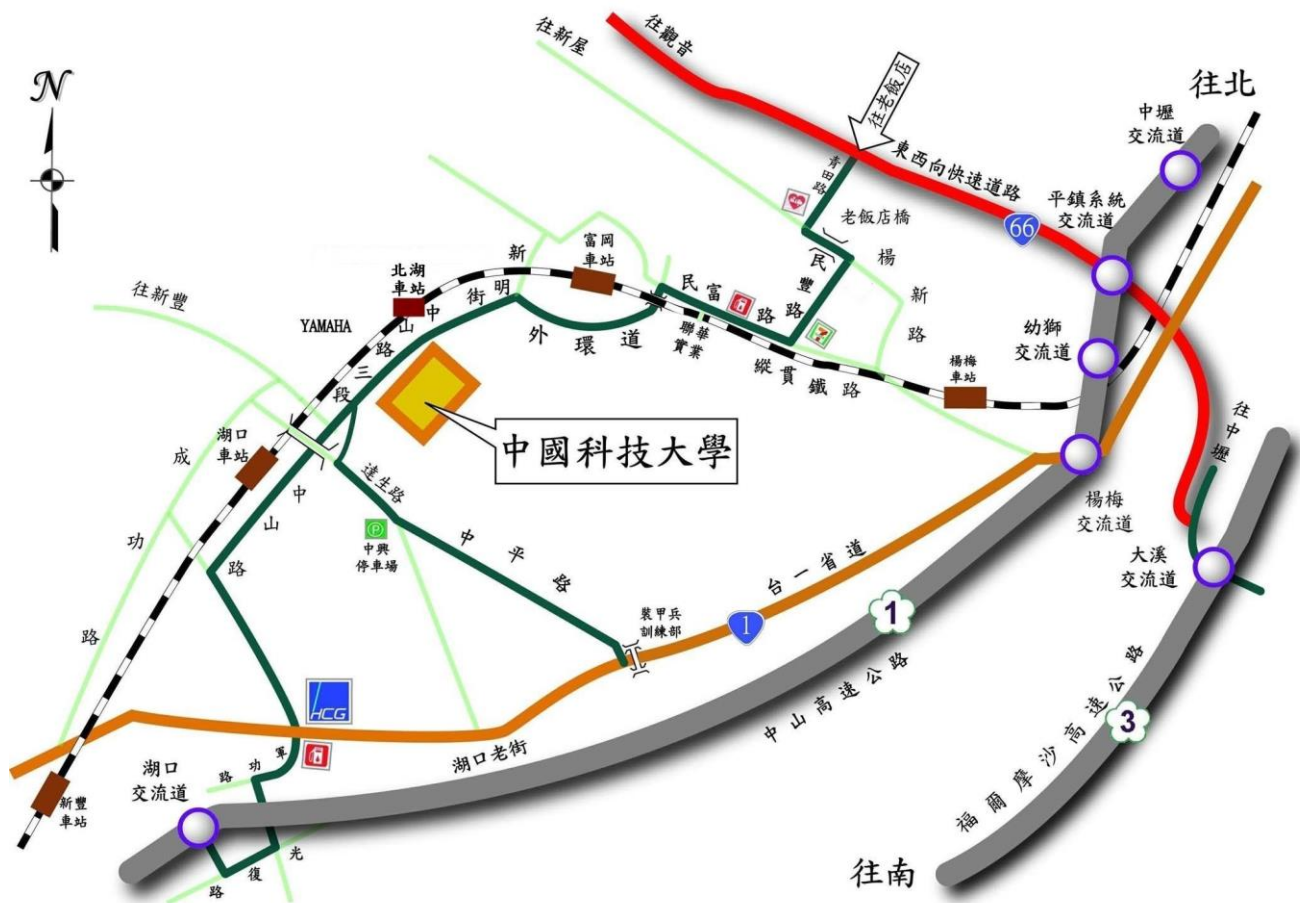 N
往新屋
往觀音
往老飯店
往北
中壢
交流道
青田路
東西向快速道路
66
平鎮系統
交流道
老飯店橋
楊新路
民豐路
幼獅
交流道
富岡
車站
北湖
車站
新明街
民富路
聯華
實業
7
縱貫鐵路
楊梅
車站
往新豐
YAMAHA
中山路三段
外環道
中國科技大學
往中壢
楊梅
交流道
大溪
交流道
湖口
車站
成功路
中山路
達生路
P
中興
停車場
中平路
台一省道
1
裝甲兵
訓練部
1
中山高速公路
3
福爾摩沙高速公路
HCG
湖口老街
軍功路
湖口
交流道
新豐
車站
光復路
往南